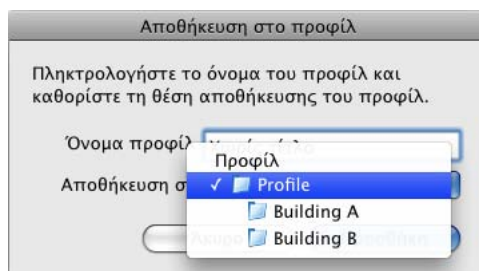 Αποθήκευση στο προφίλ
Πληκτρολογήστε το όνομα του προφίλ και
καθορίστε τη θέση αποθήκευσης του προφίλ.
Όνομα προφίλ
Προφίλ
Αποθήκευση σ
✓ Profile
Building A
Building B